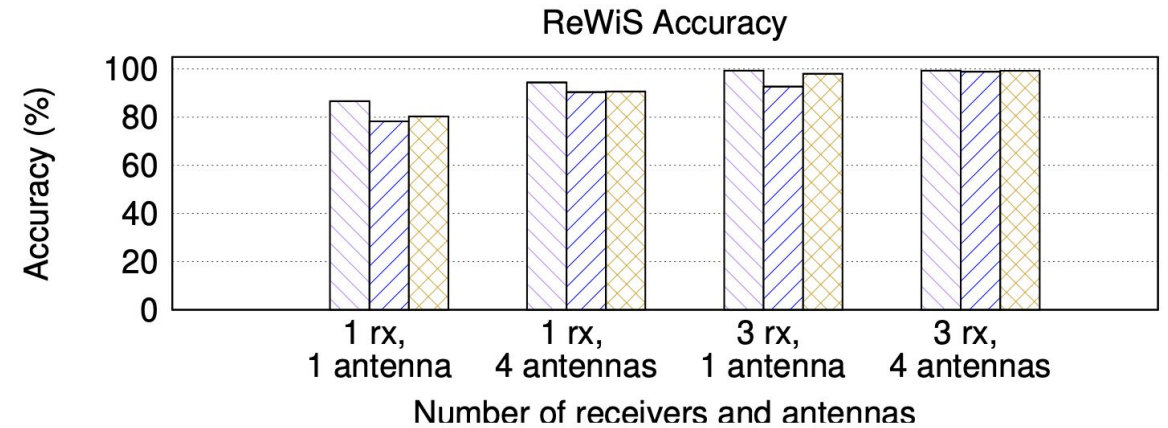 ReWiS Accuracy
Accuracy (%)
100
80
60
40
20
0
1 rx,
1 antenna
1 rx,
4 antennas
3 rx,
1 antenna
3 rx,
4 antennas
Number of receivers and antennas